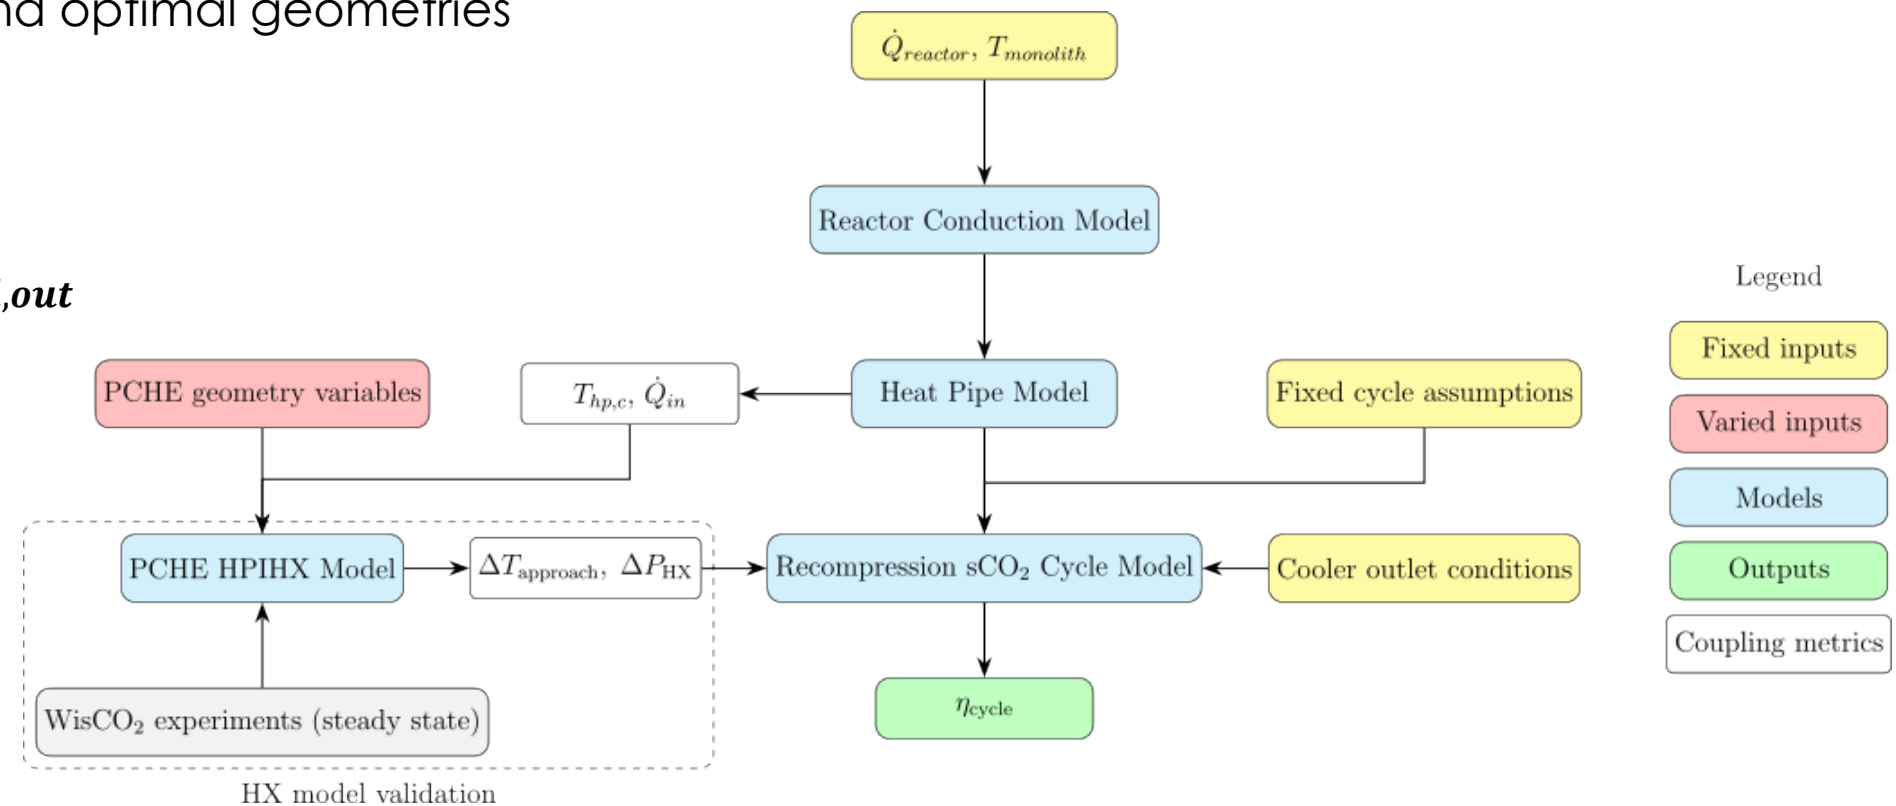 nd optimal geometries
,out
Q̇reactor, Tmonolith
Reactor Conduction Model
Legend
Fixed inputs
PCHE geometry variables
Thp,c, Q̇in
Heat Pipe Model
Fixed cycle assumptions
Varied inputs
Models
PCHE HPIHX Model
ΔTapproach, ΔPHX
Recompression sCO₂ Cycle Model
Cooler outlet conditions
Outputs
Coupling metrics
WisCO₂ experiments (steady state)
ηcycle
HX model validation